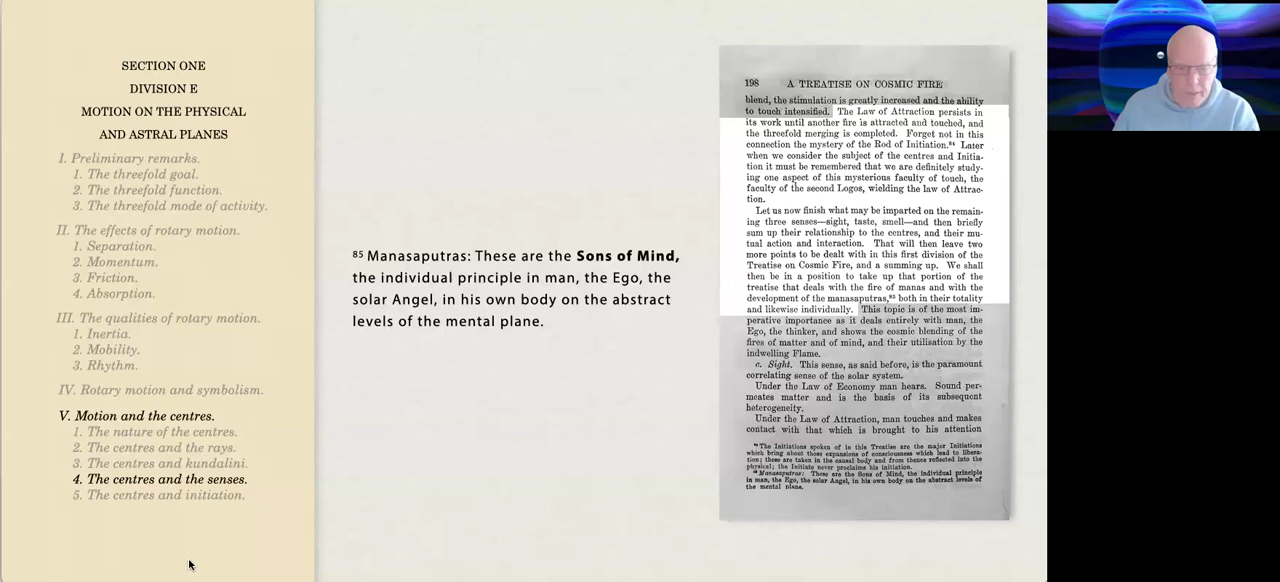 SECTION ONE
DIVISION E
MOTION ON THE PHYSICAL
AND ASTRAL PLANES
I. Preliminary remarks.
1. The threefold goal.
2. The threefold function.
3. The threefold mode of activity.
II. The effects of rotary motion.
1. Separation.
2. Momentum.
3. Friction.
4. Absorption.
III. The qualities of rotary motion.
1. Inertia.
2. Mobility.
3. Rhythm.
IV. Rotary motion and symbolism.
V. Motion and the centres.
1. The nature of the centres.
2. The centres and the rays.
3. The centres and kundalini.
4. The centres and the senses.
5. The centres and initiation.
85 Manasaputras: These are the Sons of Mind,
the individual principle in man, the Ego, the
solar Angel, in his own body on the abstract
levels of the mental plane.
198 A TREATISE ON COSMIC FIRE
blend, the stimulation is greatly increased and the ability
to touch intensified. The Law of Attraction persists in
its work until another fire is attracted and touched, and
the threefold merging is completed. Forget not in this
connection the mystery of the Rod of Initiation.84 Later
when we consider the subject of the centres and Initia-
tion it must be remembered that we are definitely study-
ing one aspect of this mysterious faculty of touch, the
faculty of the second Logos, wielding the law of Attrac-
tion.
Let us now finish what may be imparted on the remain-
ing three senses—sight, taste, smell—and then briefly
sum up their relationship to the centres, and their mu-
tual action and interaction. That will then leave two
more points to be dealt with in this first division of the
Treatise on Cosmic Fire, and a summing up. We shall
then be in a position to take up that portion of the
treatise that deals with the fire of manas and with the
development of the manasaputras,85 both in their totality
and likewise individually. This topic is of the most im-
perative importance as it deals entirely with man, the
Ego, the thinker, and shows the cosmic blending of the
fires of matter and of mind, and their utilisation by the
indwelling Flame.
c. Sight. This sense, as said before, is the paramount
correlating sense of the solar system.
Under the Law of Economy man hears. Sound per-
meates matter and is the basis of its subsequent
heterogeneity.
Under the Law of Attraction, man touches and makes
contact with that which is brought to his attention
84 The Initiations spoken of in this Treatise are the major Initiations
which bring about those expansions of consciousness which lead to libera-
tion; these are taken in the causal body and from thence reflected into the
physical; the Initiate never proclaims his initiation.
85 Manasaputras: These are the Sons of Mind, the individual principle
in man, the Ego, the solar Angel, in his own body on the abstract levels of
the mental plane.